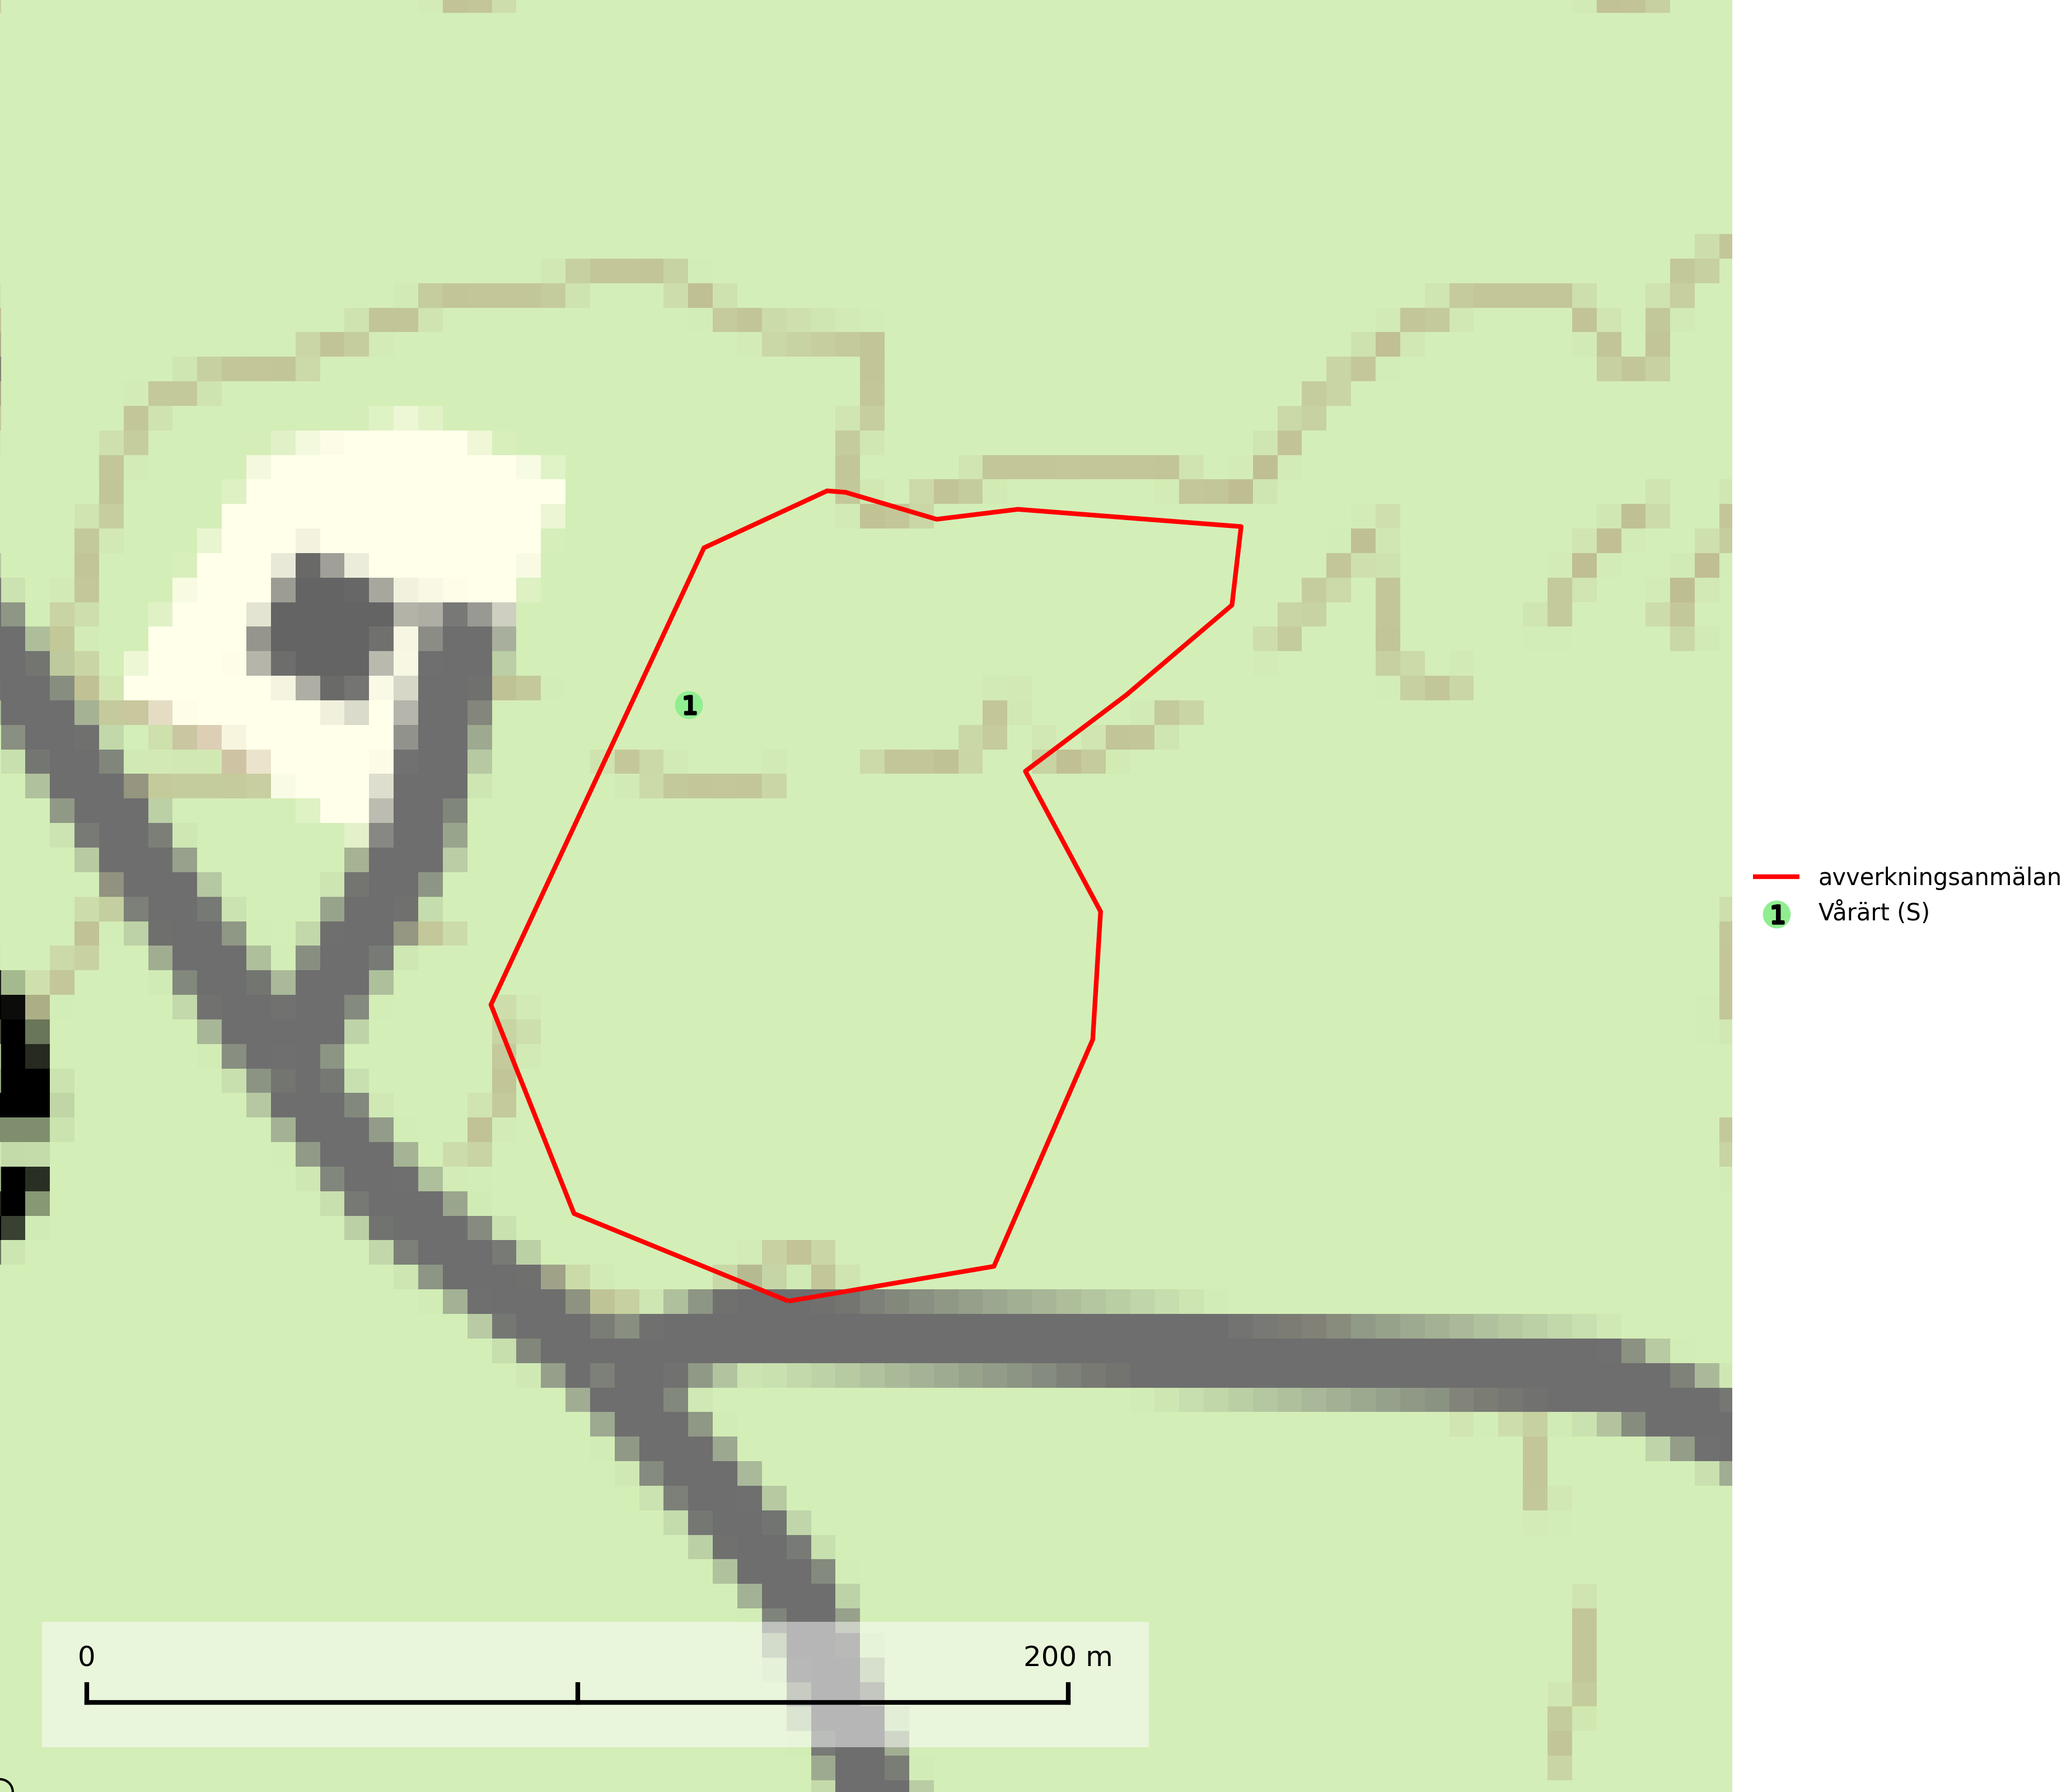 1
avverkningsanmälan
1 Vårärt (S)
0 200 m